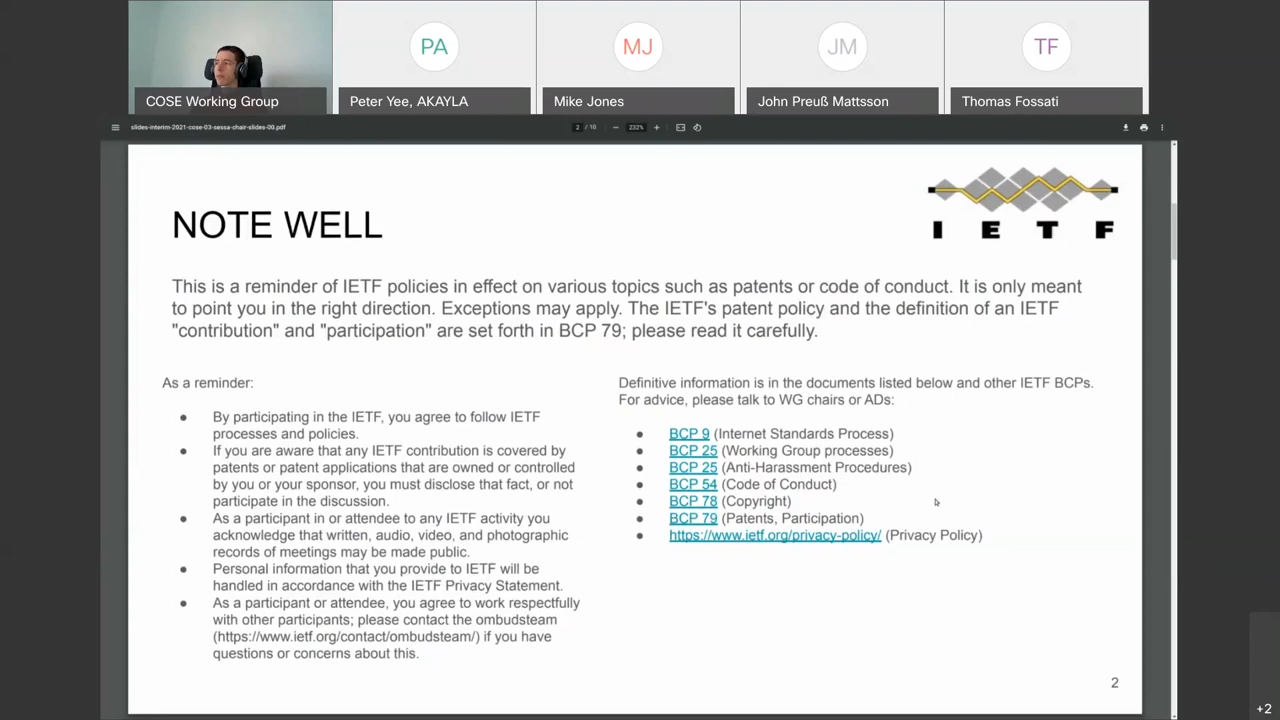 PA
MJ
JM
TF
COSE Working Group
Peter Yee, AKAYLA
Mike Jones
John Preuß Mattsson
Thomas Fossati
slides-interim-2021-cose-03-sessa-chair-slides-00.pdf
2 / 10
232%
NOTE WELL
I E T F
This is a reminder of IETF policies in effect on various topics such as patents or code of conduct. It is only meant
to point you in the right direction. Exceptions may apply. The IETF's patent policy and the definition of an IETF
"contribution" and "participation" are set forth in BCP 79; please read it carefully.
As a reminder:
● By participating in the IETF, you agree to follow IETF
processes and policies.
● If you are aware that any IETF contribution is covered by
patents or patent applications that are owned or controlled
by you or your sponsor, you must disclose that fact, or not
participate in the discussion.
● As a participant in or attendee to any IETF activity you
acknowledge that written, audio, video, and photographic
records of meetings may be made public.
● Personal information that you provide to IETF will be
handled in accordance with the IETF Privacy Statement.
● As a participant or attendee, you agree to work respectfully
with other participants; please contact the ombudsteam
(https://www.ietf.org/contact/ombudsteam/) if you have
questions or concerns about this.
Definitive information is in the documents listed below and other IETF BCPs.
For advice, please talk to WG chairs or ADs:
● BCP 9 (Internet Standards Process)
● BCP 25 (Working Group processes)
● BCP 25 (Anti-Harassment Procedures)
● BCP 54 (Code of Conduct)
● BCP 78 (Copyright)
● BCP 79 (Patents, Participation)
● https://www.ietf.org/privacy-policy/ (Privacy Policy)
2
+2